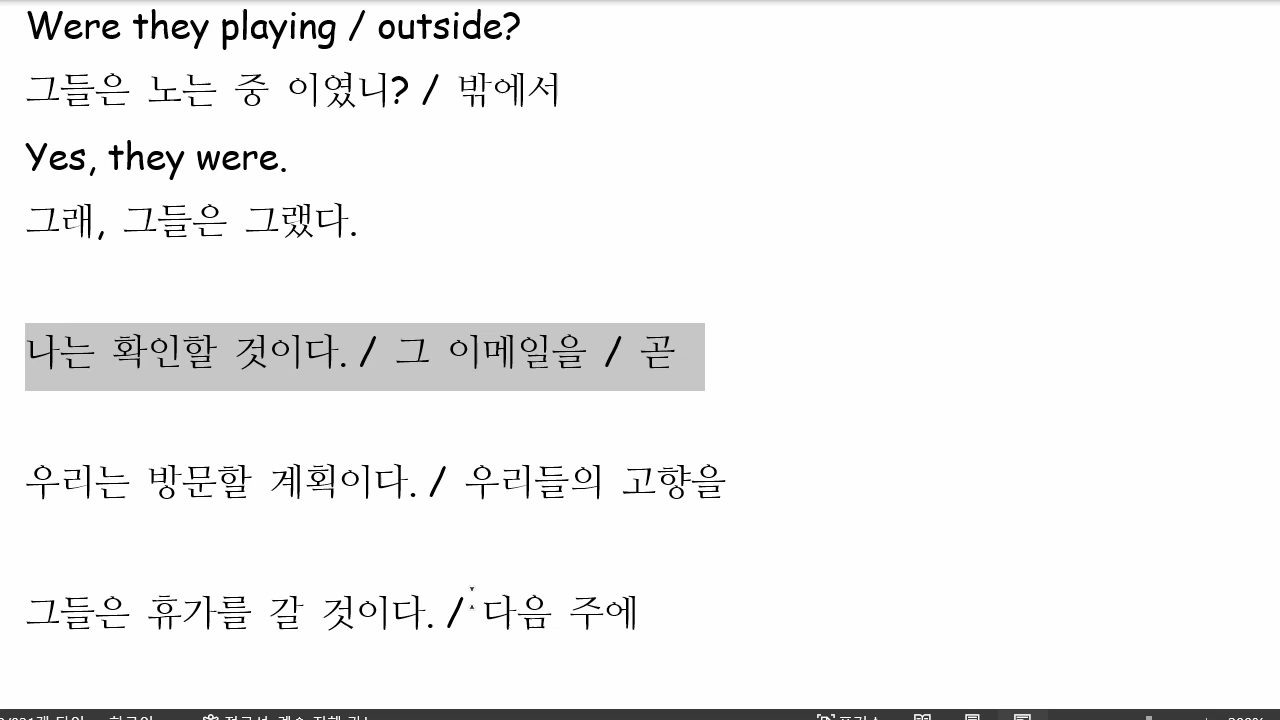 Were they playing / outside?
그들은 노는 중 이였니? / 밖에서
Yes, they were.
그래, 그들은 그랬다.
나는 확인할 것이다. / 그 이메일을 / 곧
우리는 방문할 계획이다. / 우리들의 고향을
그들은 휴가를 갈 것이다. / 다음 주에